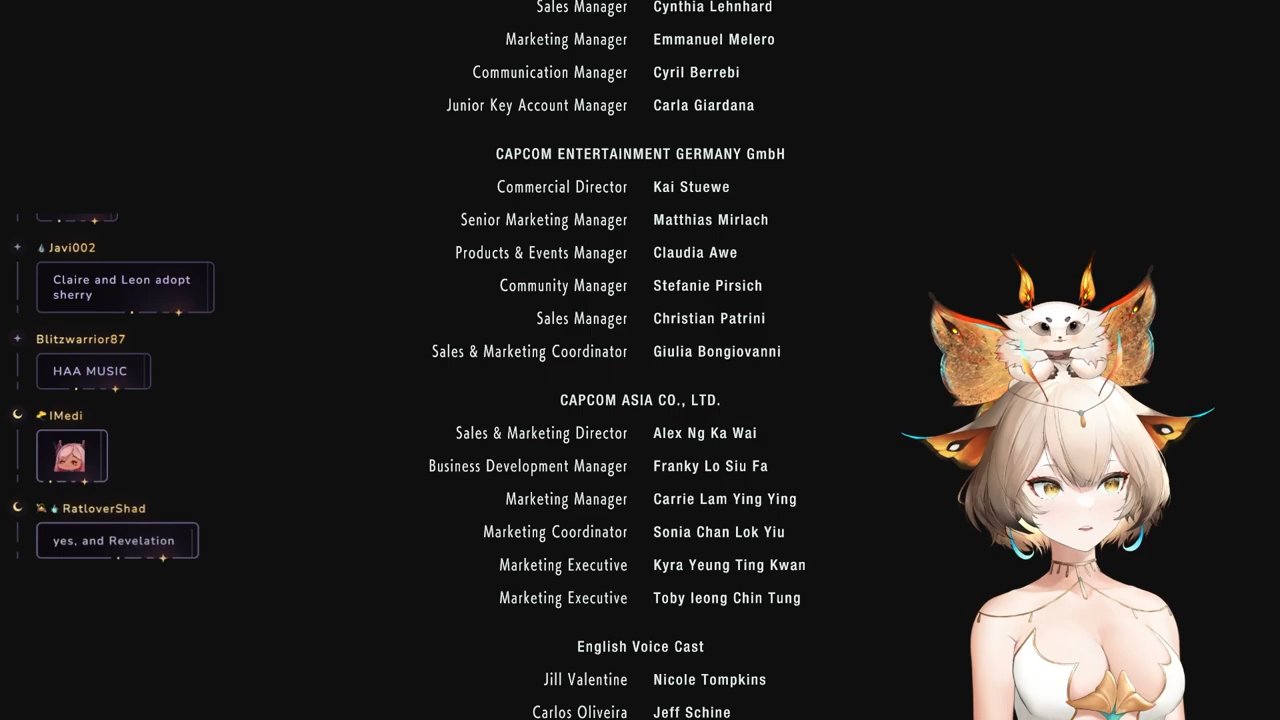 Sales Manager Cynthia Lehnhard
Marketing Manager Emmanuel Melero
Communication Manager Cyril Berrebi
Junior Key Account Manager Carla Giardana
CAPCOM ENTERTAINMENT GERMANY GmbH
Commercial Director Kai Stuewe
Senior Marketing Manager Matthias Mirlach
Products & Events Manager Claudia Awe
Community Manager Stefanie Pirsich
Sales Manager Christian Patrini
Sales & Marketing Coordinator Giulia Bongiovanni
CAPCOM ASIA CO., LTD.
Sales & Marketing Director Alex Ng Ka Wai
Business Development Manager Franky Lo Siu Fa
Marketing Manager Carrie Lam Ying Ying
Marketing Coordinator Sonia Chan Lok Yiu
Marketing Executive Kyra Yeung Ting Kwan
Marketing Executive Toby Ieong Chin Tung
English Voice Cast
Jill Valentine Nicole Tompkins
Carlos Oliveira Jeff Schine
Javi002
Claire and Leon adopt
sherry
Blitzwarrior87
HAA MUSIC
IMedi
RatloverShad
yes, and Revelation